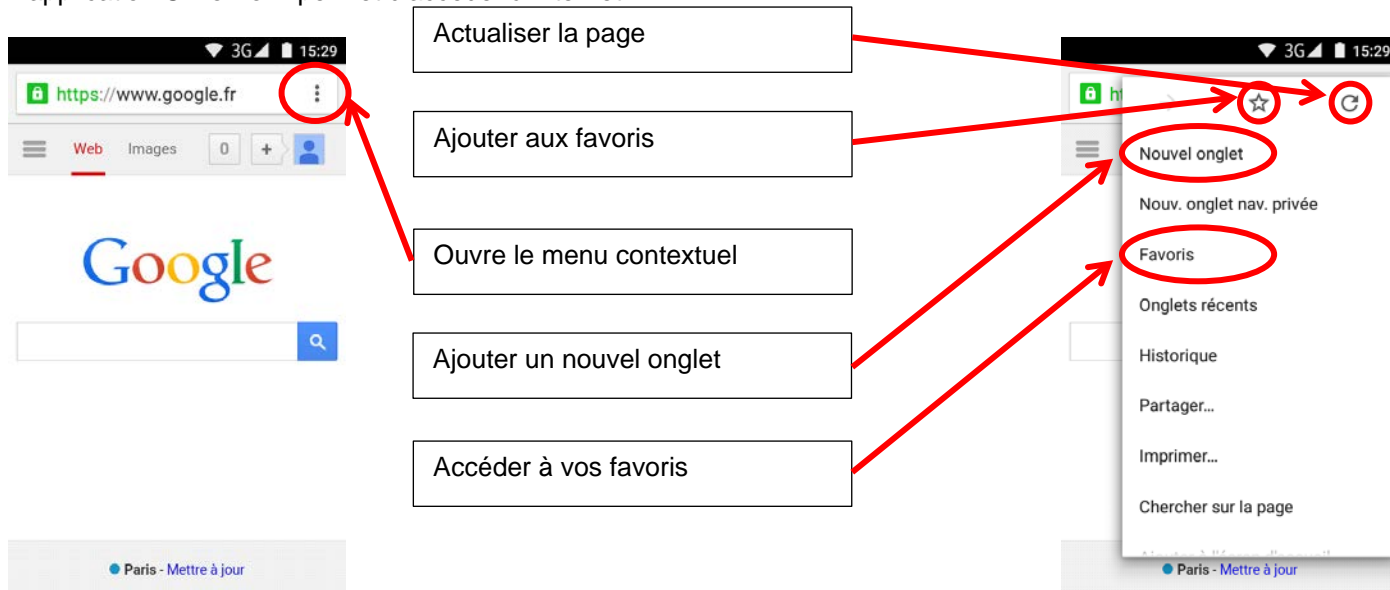 Actualiser la page
3G 15:29
https://www.google.fr
Web Images 0 +
Google
Paris - Mettre à jour
Ajouter aux favoris
Ouvre le menu contextuel
Ajouter un nouvel onglet
Accéder à vos favoris
3G 15:29
Nouvel onglet
Nouv. onglet nav. privée
Favoris
Onglets récents
Historique
Partager...
Imprimer...
Chercher sur la page
Paris - Mettre à jour